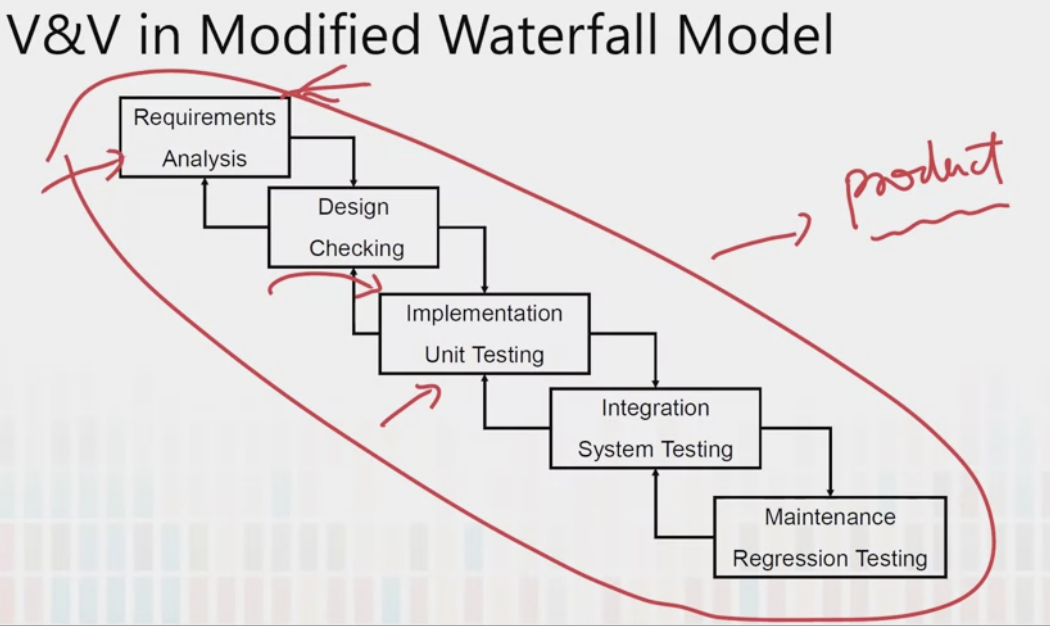 V&V in Modified Waterfall Model
Requirements
Analysis
product
Design
Checking
Implementation
Unit Testing
Integration
System Testing
Maintenance
Regression Testing